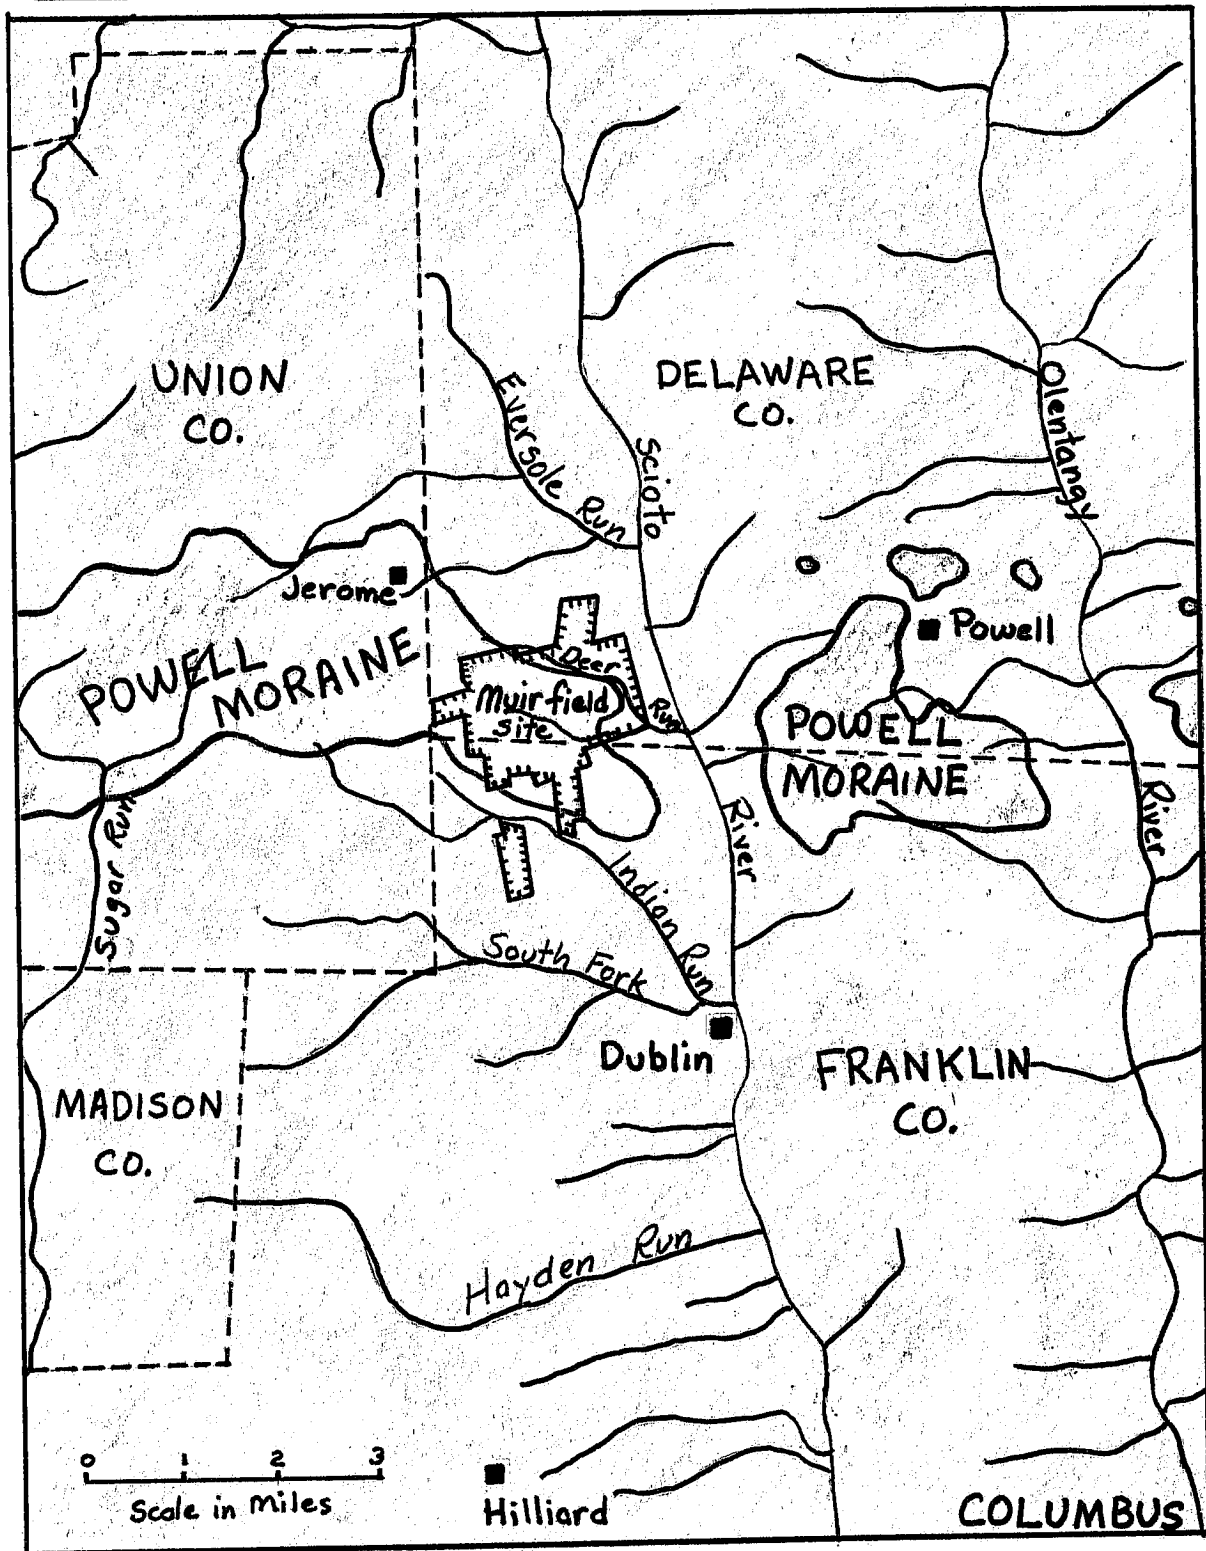 UNION
CO.
DELAWARE
CO.
Eversole Run
Scioto
Olentangy
Jerome
Powell
POWELL
MORAINE
Deer
Run
Muirfield
site
POWELL
MORAINE
River
River
Sugar Run
Indian Run
South Fork
Dublin
FRANKLIN
CO.
MADISON
CO.
Hayden Run
0 1 2 3
Scale in Miles
Hilliard
COLUMBUS